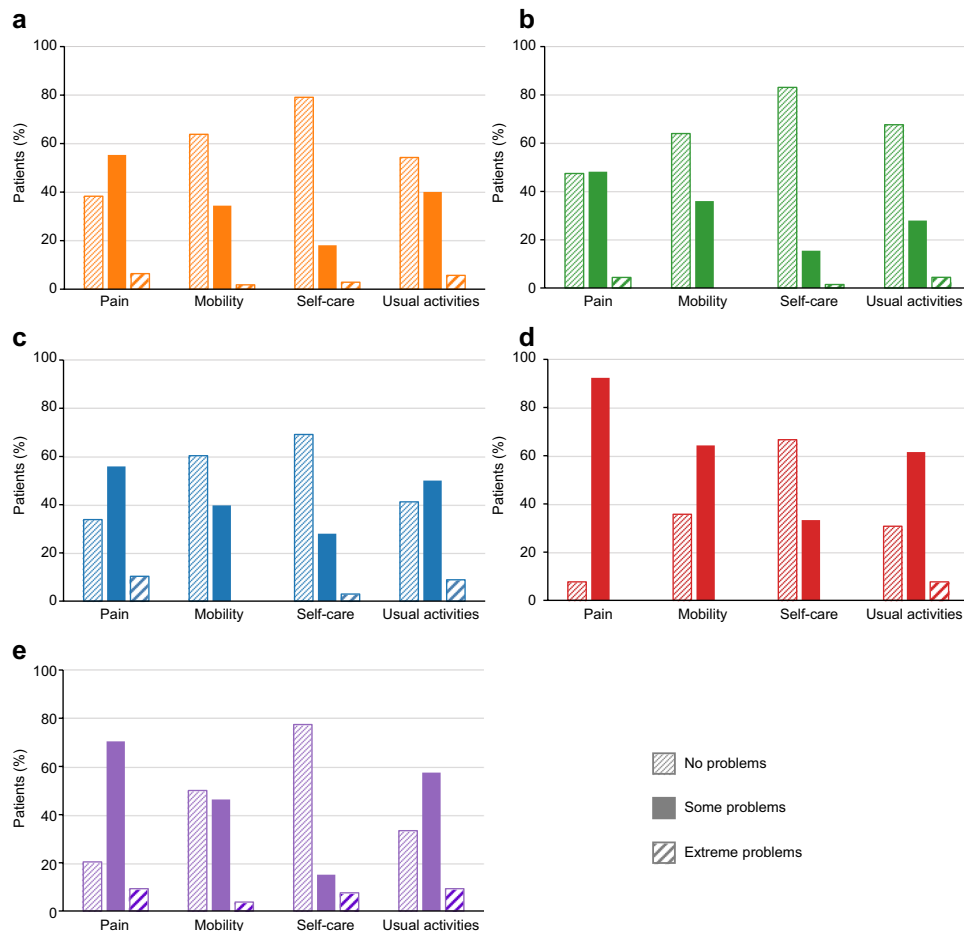 a
100
80
60
40
20
0
Patients (%)
Pain Mobility Self-care Usual activities
b
100
80
60
40
20
0
Patients (%)
Pain Mobility Self-care Usual activities
c
100
80
60
40
20
0
Patients (%)
Pain Mobility Self-care Usual activities
d
100
80
60
40
20
0
Patients (%)
Pain Mobility Self-care Usual activities
e
100
80
60
40
20
0
Patients (%)
Pain Mobility Self-care Usual activities
No problems
Some problems
Extreme problems